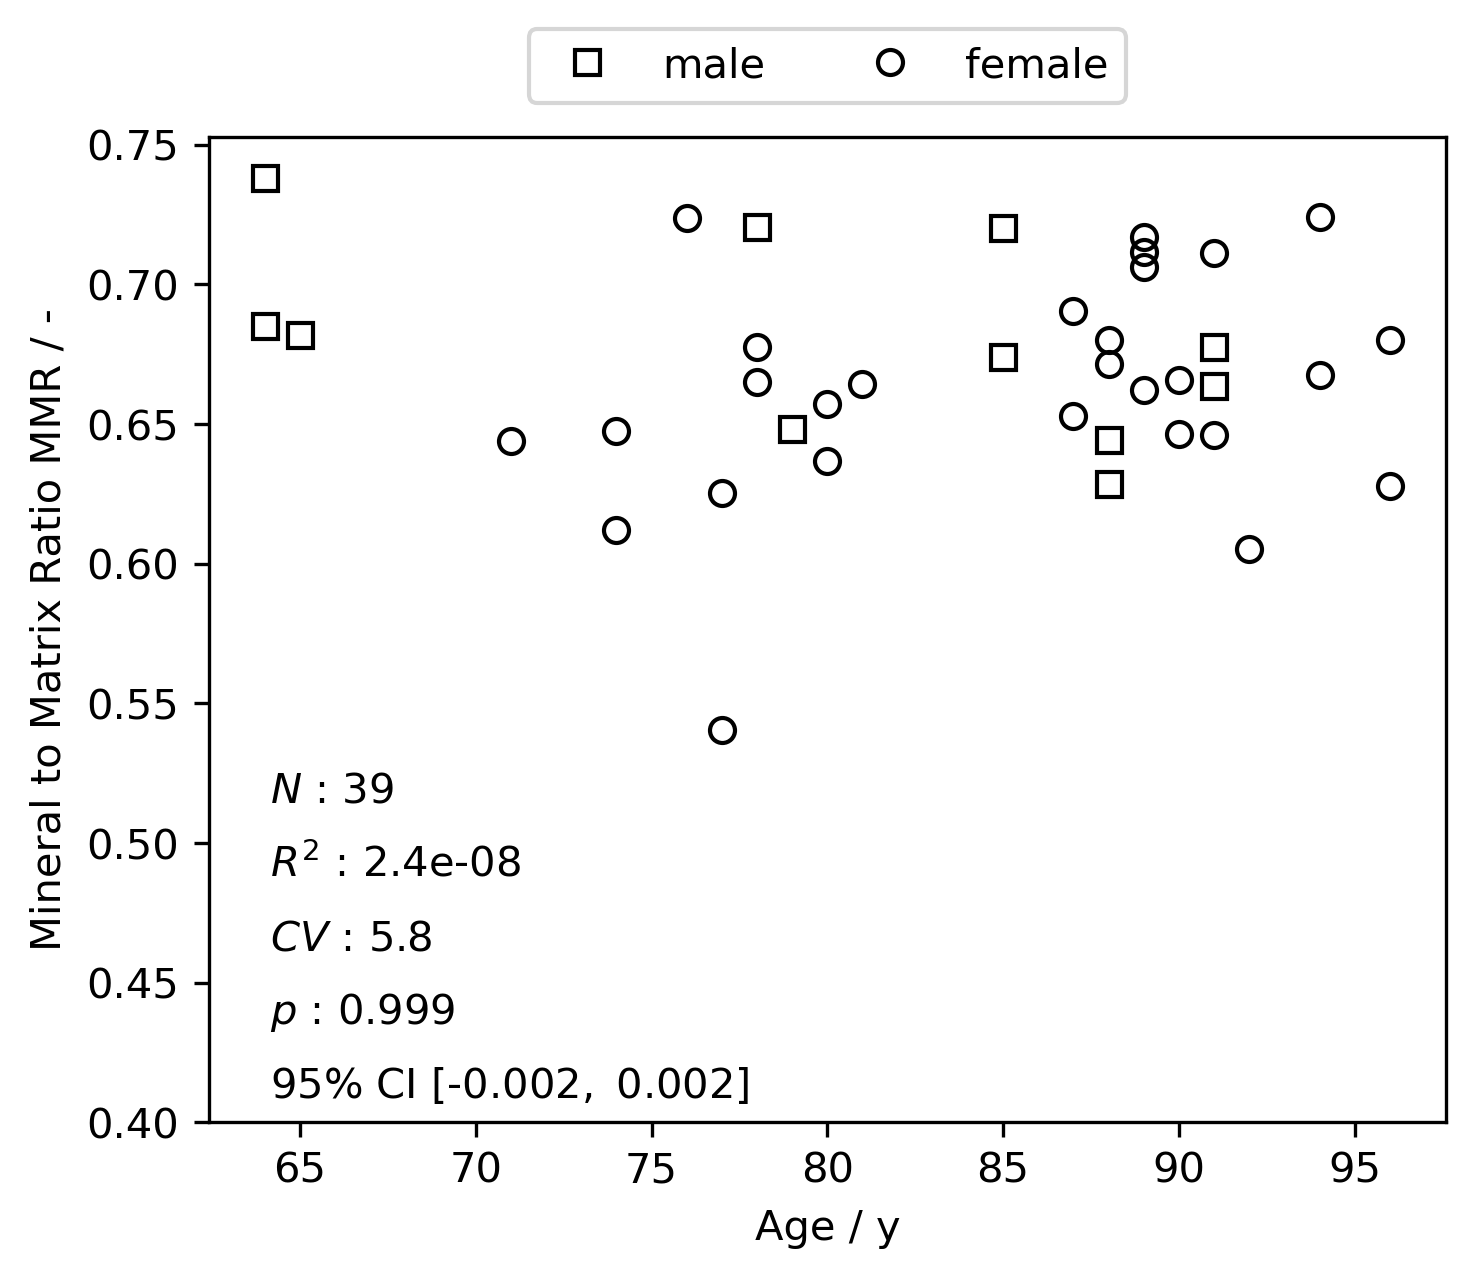 male female
0.75
0.70
0.65
0.60
0.55
0.50
0.45
0.40
Mineral to Matrix Ratio MMR / -
N : 39
R² : 2.4e-08
CV : 5.8
p : 0.999
95% CI [-0.002, 0.002]
65 70 75 80 85 90 95
Age / y